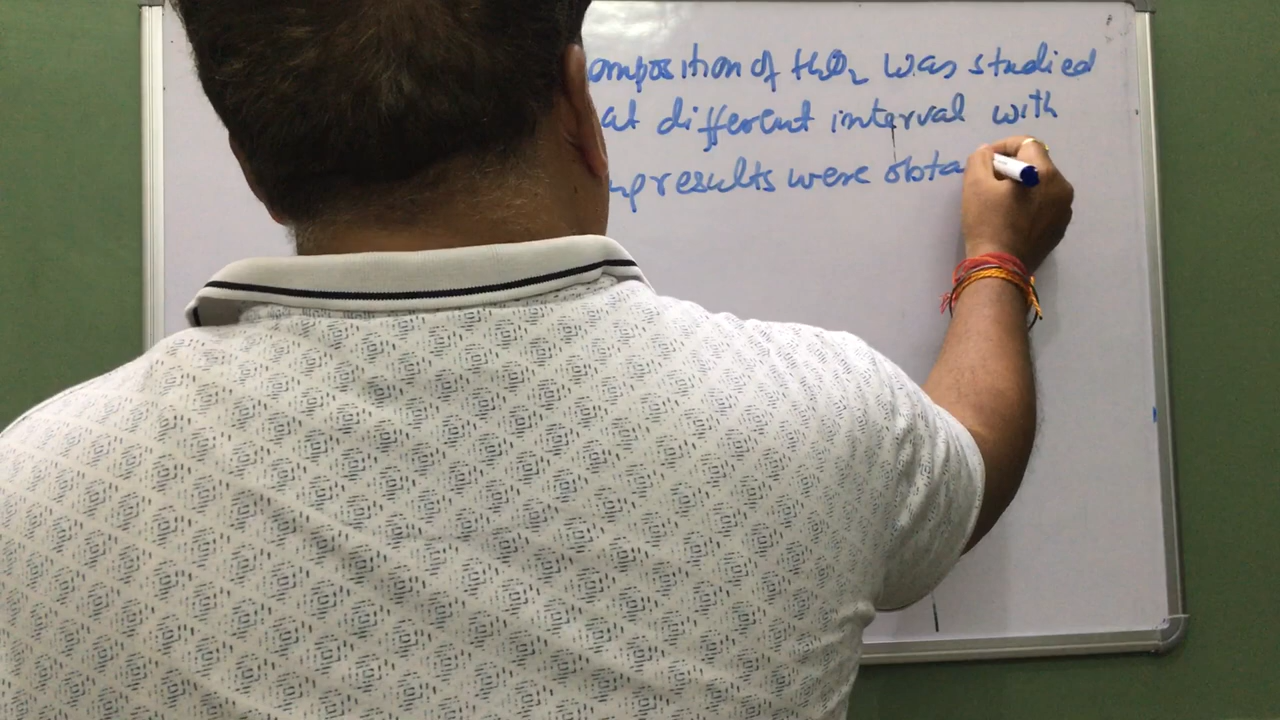 omposition of H2O2 was studied
at different interval with
results were obta